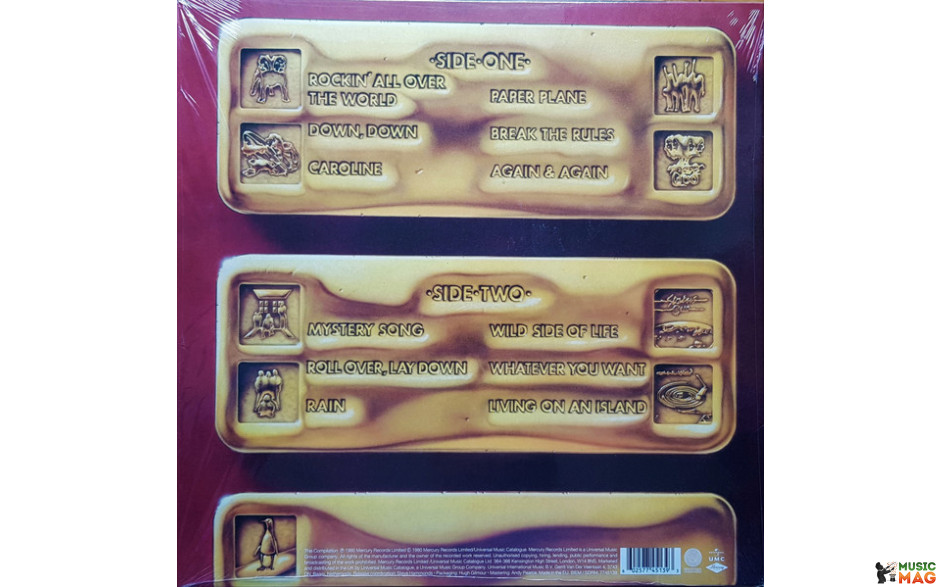 ·SIDE·ONE·
ROCKIN' ALL OVER
THE WORLD
DOWN, DOWN
CAROLINE
PAPER PLANE
BREAK THE RULES
AGAIN & AGAIN
·SIDE·TWO·
MYSTERY SONG
ROLL OVER, LAY DOWN
RAIN
WILD SIDE OF LIFE
WHATEVER YOU WANT
LIVING ON AN ISLAND
UMC
MUSIC
MAG